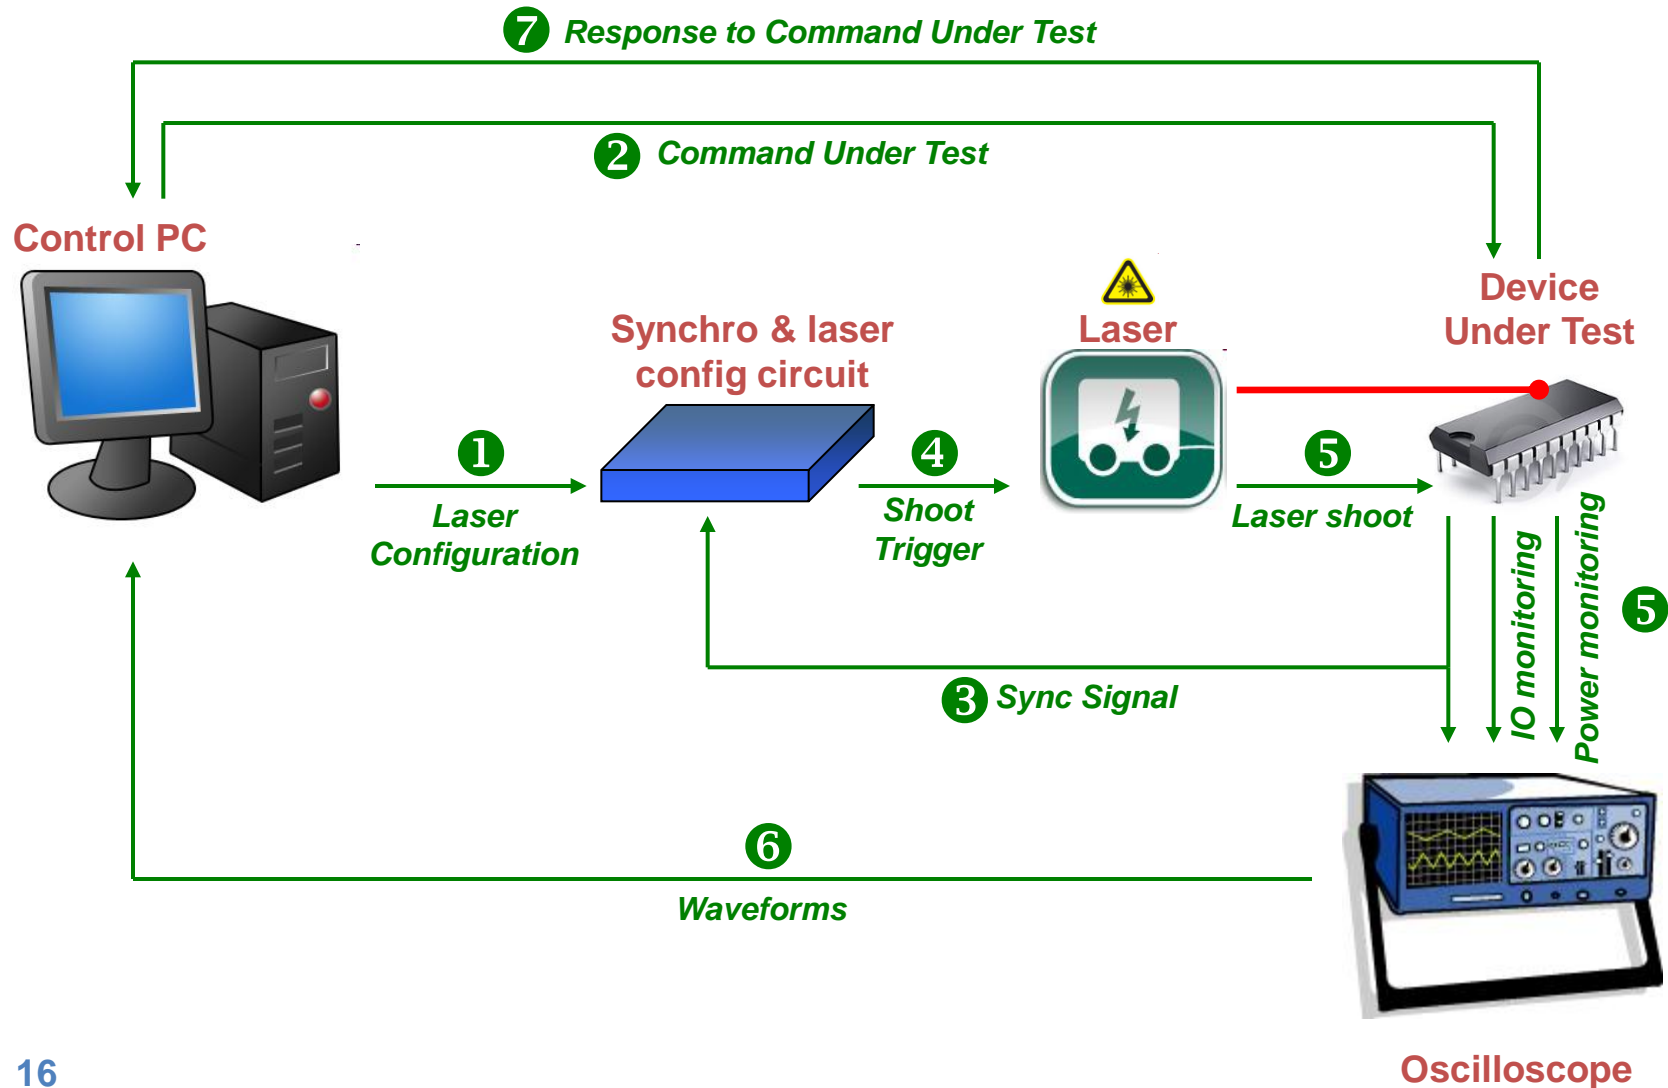 7 Response to Command Under Test
2 Command Under Test
Control PC
Device
Under Test
Synchro & laser
config circuit
Laser
1
Laser
Configuration
4
Shoot
Trigger
5
Laser shoot
IO monitoring
Power monitoring
5
3 Sync Signal
6
Waveforms
16
Oscilloscope